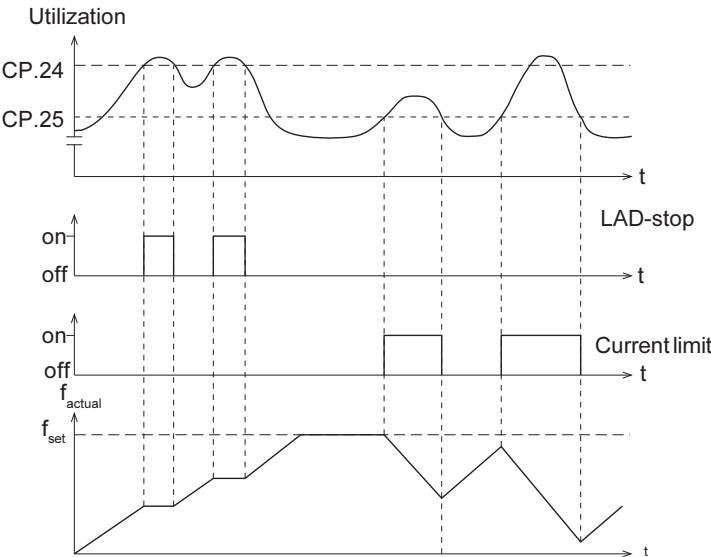 Utilization
CP.24
CP.25
t
LAD-stop
on
off
t
on
Current limit
off
t
f actual
f set
t